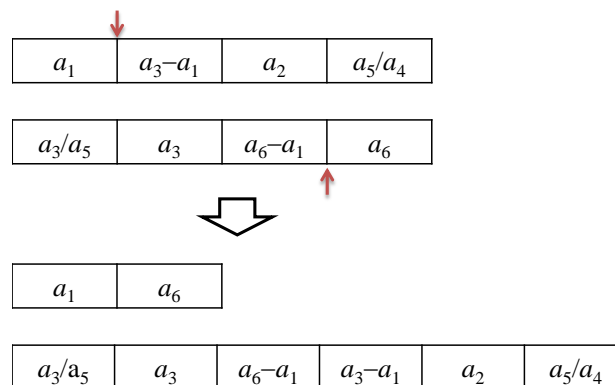 a₁ a₃–a₁ a₂ a₅/a₄
a₃/a₅ a₃ a₆–a₁ a₆
a₁ a₆
a₃/a₅ a₃ a₆–a₁ a₃–a₁ a₂ a₅/a₄